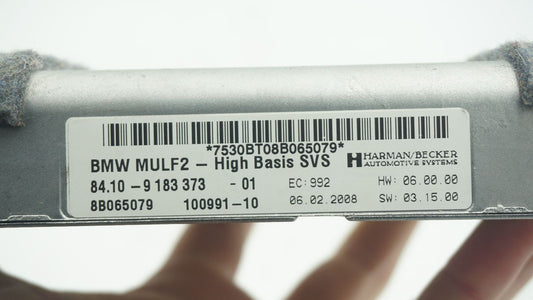 *7530BT08B065079*
BMW MULF2 – High Basis SVS HARMAN/BECKER
AUTOMOTIVE SYSTEMS
84.10 - 9 183 373 - 01 EC: 992 HW: 06.00.00
8B065079 100991-10 06.02.2008 SW: 03.15.00